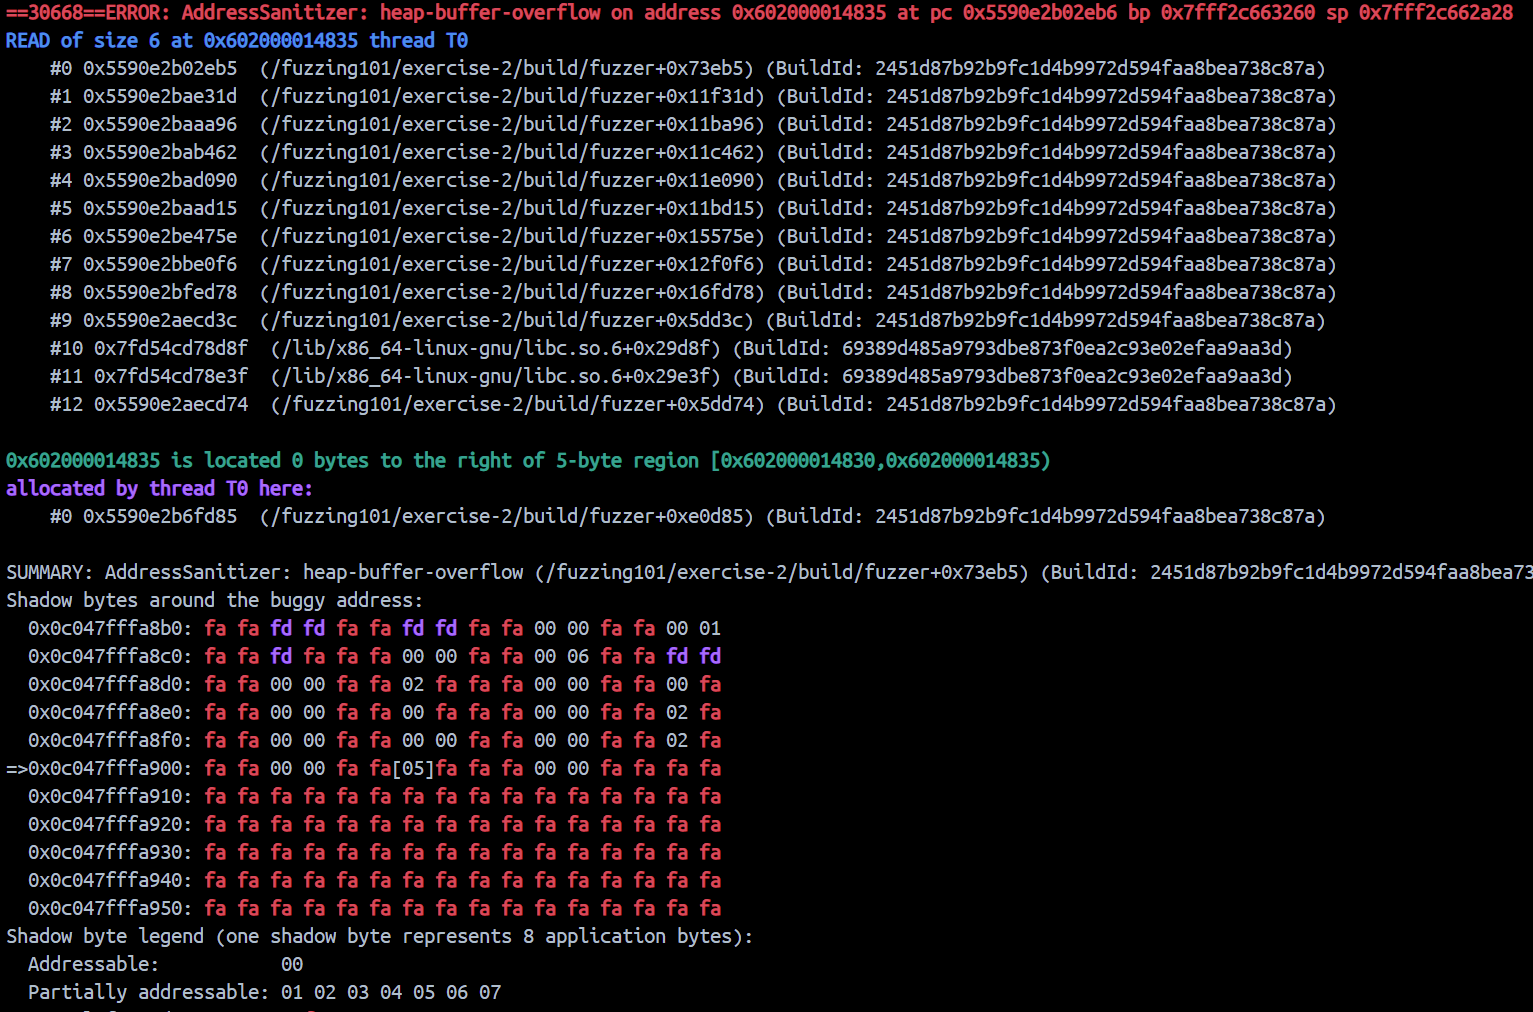 ==30668==ERROR: AddressSanitizer: heap-buffer-overflow on address 0x602000014835 at pc 0x5590e2b02eb6 bp 0x7fff2c663260 sp 0x7fff2c662a28
READ of size 6 at 0x602000014835 thread T0
#0 0x5590e2b02eb5  (/fuzzing101/exercise-2/build/fuzzer+0x73eb5) (BuildId: 2451d87b92b9fc1d4b9972d594faa8bea738c87a)
#1 0x5590e2bae31d  (/fuzzing101/exercise-2/build/fuzzer+0x11f31d) (BuildId: 2451d87b92b9fc1d4b9972d594faa8bea738c87a)
#2 0x5590e2baaa96  (/fuzzing101/exercise-2/build/fuzzer+0x11ba96) (BuildId: 2451d87b92b9fc1d4b9972d594faa8bea738c87a)
#3 0x5590e2bab462  (/fuzzing101/exercise-2/build/fuzzer+0x11c462) (BuildId: 2451d87b92b9fc1d4b9972d594faa8bea738c87a)
#4 0x5590e2bad090  (/fuzzing101/exercise-2/build/fuzzer+0x11e090) (BuildId: 2451d87b92b9fc1d4b9972d594faa8bea738c87a)
#5 0x5590e2baad15  (/fuzzing101/exercise-2/build/fuzzer+0x11bd15) (BuildId: 2451d87b92b9fc1d4b9972d594faa8bea738c87a)
#6 0x5590e2be475e  (/fuzzing101/exercise-2/build/fuzzer+0x15575e) (BuildId: 2451d87b92b9fc1d4b9972d594faa8bea738c87a)
#7 0x5590e2bbe0f6  (/fuzzing101/exercise-2/build/fuzzer+0x12f0f6) (BuildId: 2451d87b92b9fc1d4b9972d594faa8bea738c87a)
#8 0x5590e2bfed78  (/fuzzing101/exercise-2/build/fuzzer+0x16fd78) (BuildId: 2451d87b92b9fc1d4b9972d594faa8bea738c87a)
#9 0x5590e2aecd3c  (/fuzzing101/exercise-2/build/fuzzer+0x5dd3c) (BuildId: 2451d87b92b9fc1d4b9972d594faa8bea738c87a)
#10 0x7fd54cd78d8f  (/lib/x86_64-linux-gnu/libc.so.6+0x29d8f) (BuildId: 69389d485a9793dbe873f0ea2c93e02efaa9aa3d)
#11 0x7fd54cd78e3f  (/lib/x86_64-linux-gnu/libc.so.6+0x29e3f) (BuildId: 69389d485a9793dbe873f0ea2c93e02efaa9aa3d)
#12 0x5590e2aecd74  (/fuzzing101/exercise-2/build/fuzzer+0x5dd74) (BuildId: 2451d87b92b9fc1d4b9972d594faa8bea738c87a)
0x602000014835 is located 0 bytes to the right of 5-byte region [0x602000014830,0x602000014835)
allocated by thread T0 here:
#0 0x5590e2b6fd85  (/fuzzing101/exercise-2/build/fuzzer+0xe0d85) (BuildId: 2451d87b92b9fc1d4b9972d594faa8bea738c87a)
SUMMARY: AddressSanitizer: heap-buffer-overflow (/fuzzing101/exercise-2/build/fuzzer+0x73eb5) (BuildId: 2451d87b92b9fc1d4b9972d594faa8bea73
Shadow bytes around the buggy address:
0x0c047fffa8b0: fa fa fd fd fa fa fd fd fa fa 00 00 fa fa 00 01
0x0c047fffa8c0: fa fa fd fa fa fa 00 00 fa fa 00 06 fa fa fd fd
0x0c047fffa8d0: fa fa 00 00 fa fa 02 fa fa fa 00 00 fa fa 00 fa
0x0c047fffa8e0: fa fa 00 00 fa fa 00 fa fa fa 00 00 fa fa 02 fa
0x0c047fffa8f0: fa fa 00 00 fa fa 00 00 fa fa 00 00 fa fa 02 fa
=>0x0c047fffa900: fa fa 00 00 fa fa[05]fa fa fa 00 00 fa fa fa fa
0x0c047fffa910: fa fa fa fa fa fa fa fa fa fa fa fa fa fa fa fa
0x0c047fffa920: fa fa fa fa fa fa fa fa fa fa fa fa fa fa fa fa
0x0c047fffa930: fa fa fa fa fa fa fa fa fa fa fa fa fa fa fa fa
0x0c047fffa940: fa fa fa fa fa fa fa fa fa fa fa fa fa fa fa fa
0x0c047fffa950: fa fa fa fa fa fa fa fa fa fa fa fa fa fa fa fa
Shadow byte legend (one shadow byte represents 8 application bytes):
Addressable:           00
Partially addressable: 01 02 03 04 05 06 07